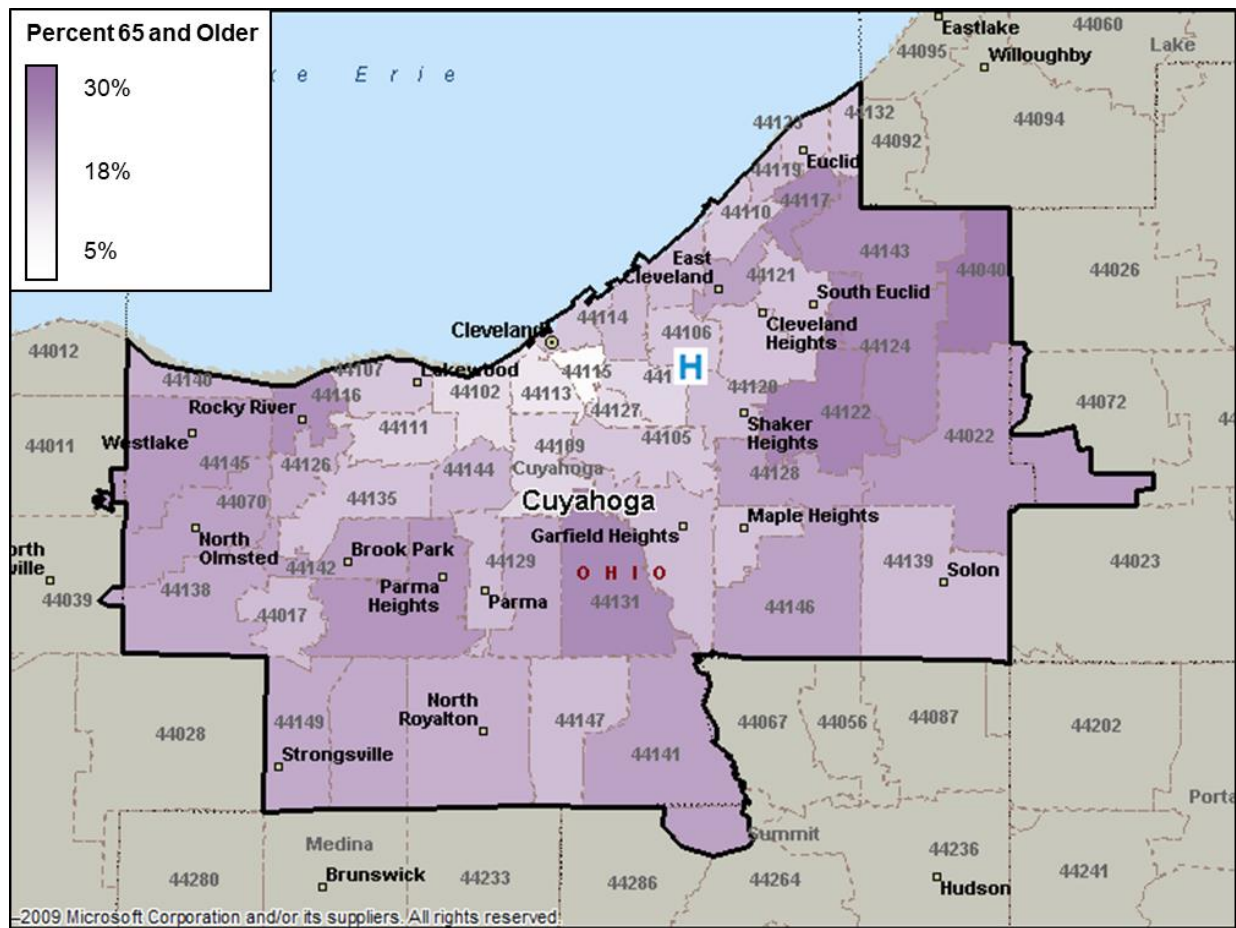 Percent 65 and Older
30%
18%
5%
k e E r i e
Eastlake
44095
44060
Lake
Willoughby
44132
44123
44092
44094
44119
Euclid
44117
44110
East
Cleveland
44121
44143
44040
44026
South Euclid
Cleveland
44114
44106
Cleveland
Heights
44124
44012
44140
44107
Lakewood
44102
44113
44115
H
44116
Rocky River
44127
44120
Shaker
Heights
44122
44072
44011
Westlake
44111
44109
44105
44022
44145
44126
44144
Cuyahoga
44128
44070
44135
Cuyahoga
Garfield Heights
Maple Heights
North
Olmsted
44142
Brook Park
44129
O H I O
44139
Solon
44023
orth
ville
44039
44138
Parma
Heights
Parma
44131
44146
44017
44149
North
Royalton
44147
44141
44067
44056
44087
44202
44028
Strongsville
Porta
Medina
Summit
44280
Brunswick
44233
44286
44264
44236
Hudson
44241
2009 Microsoft Corporation and/or its suppliers. All rights reserved.